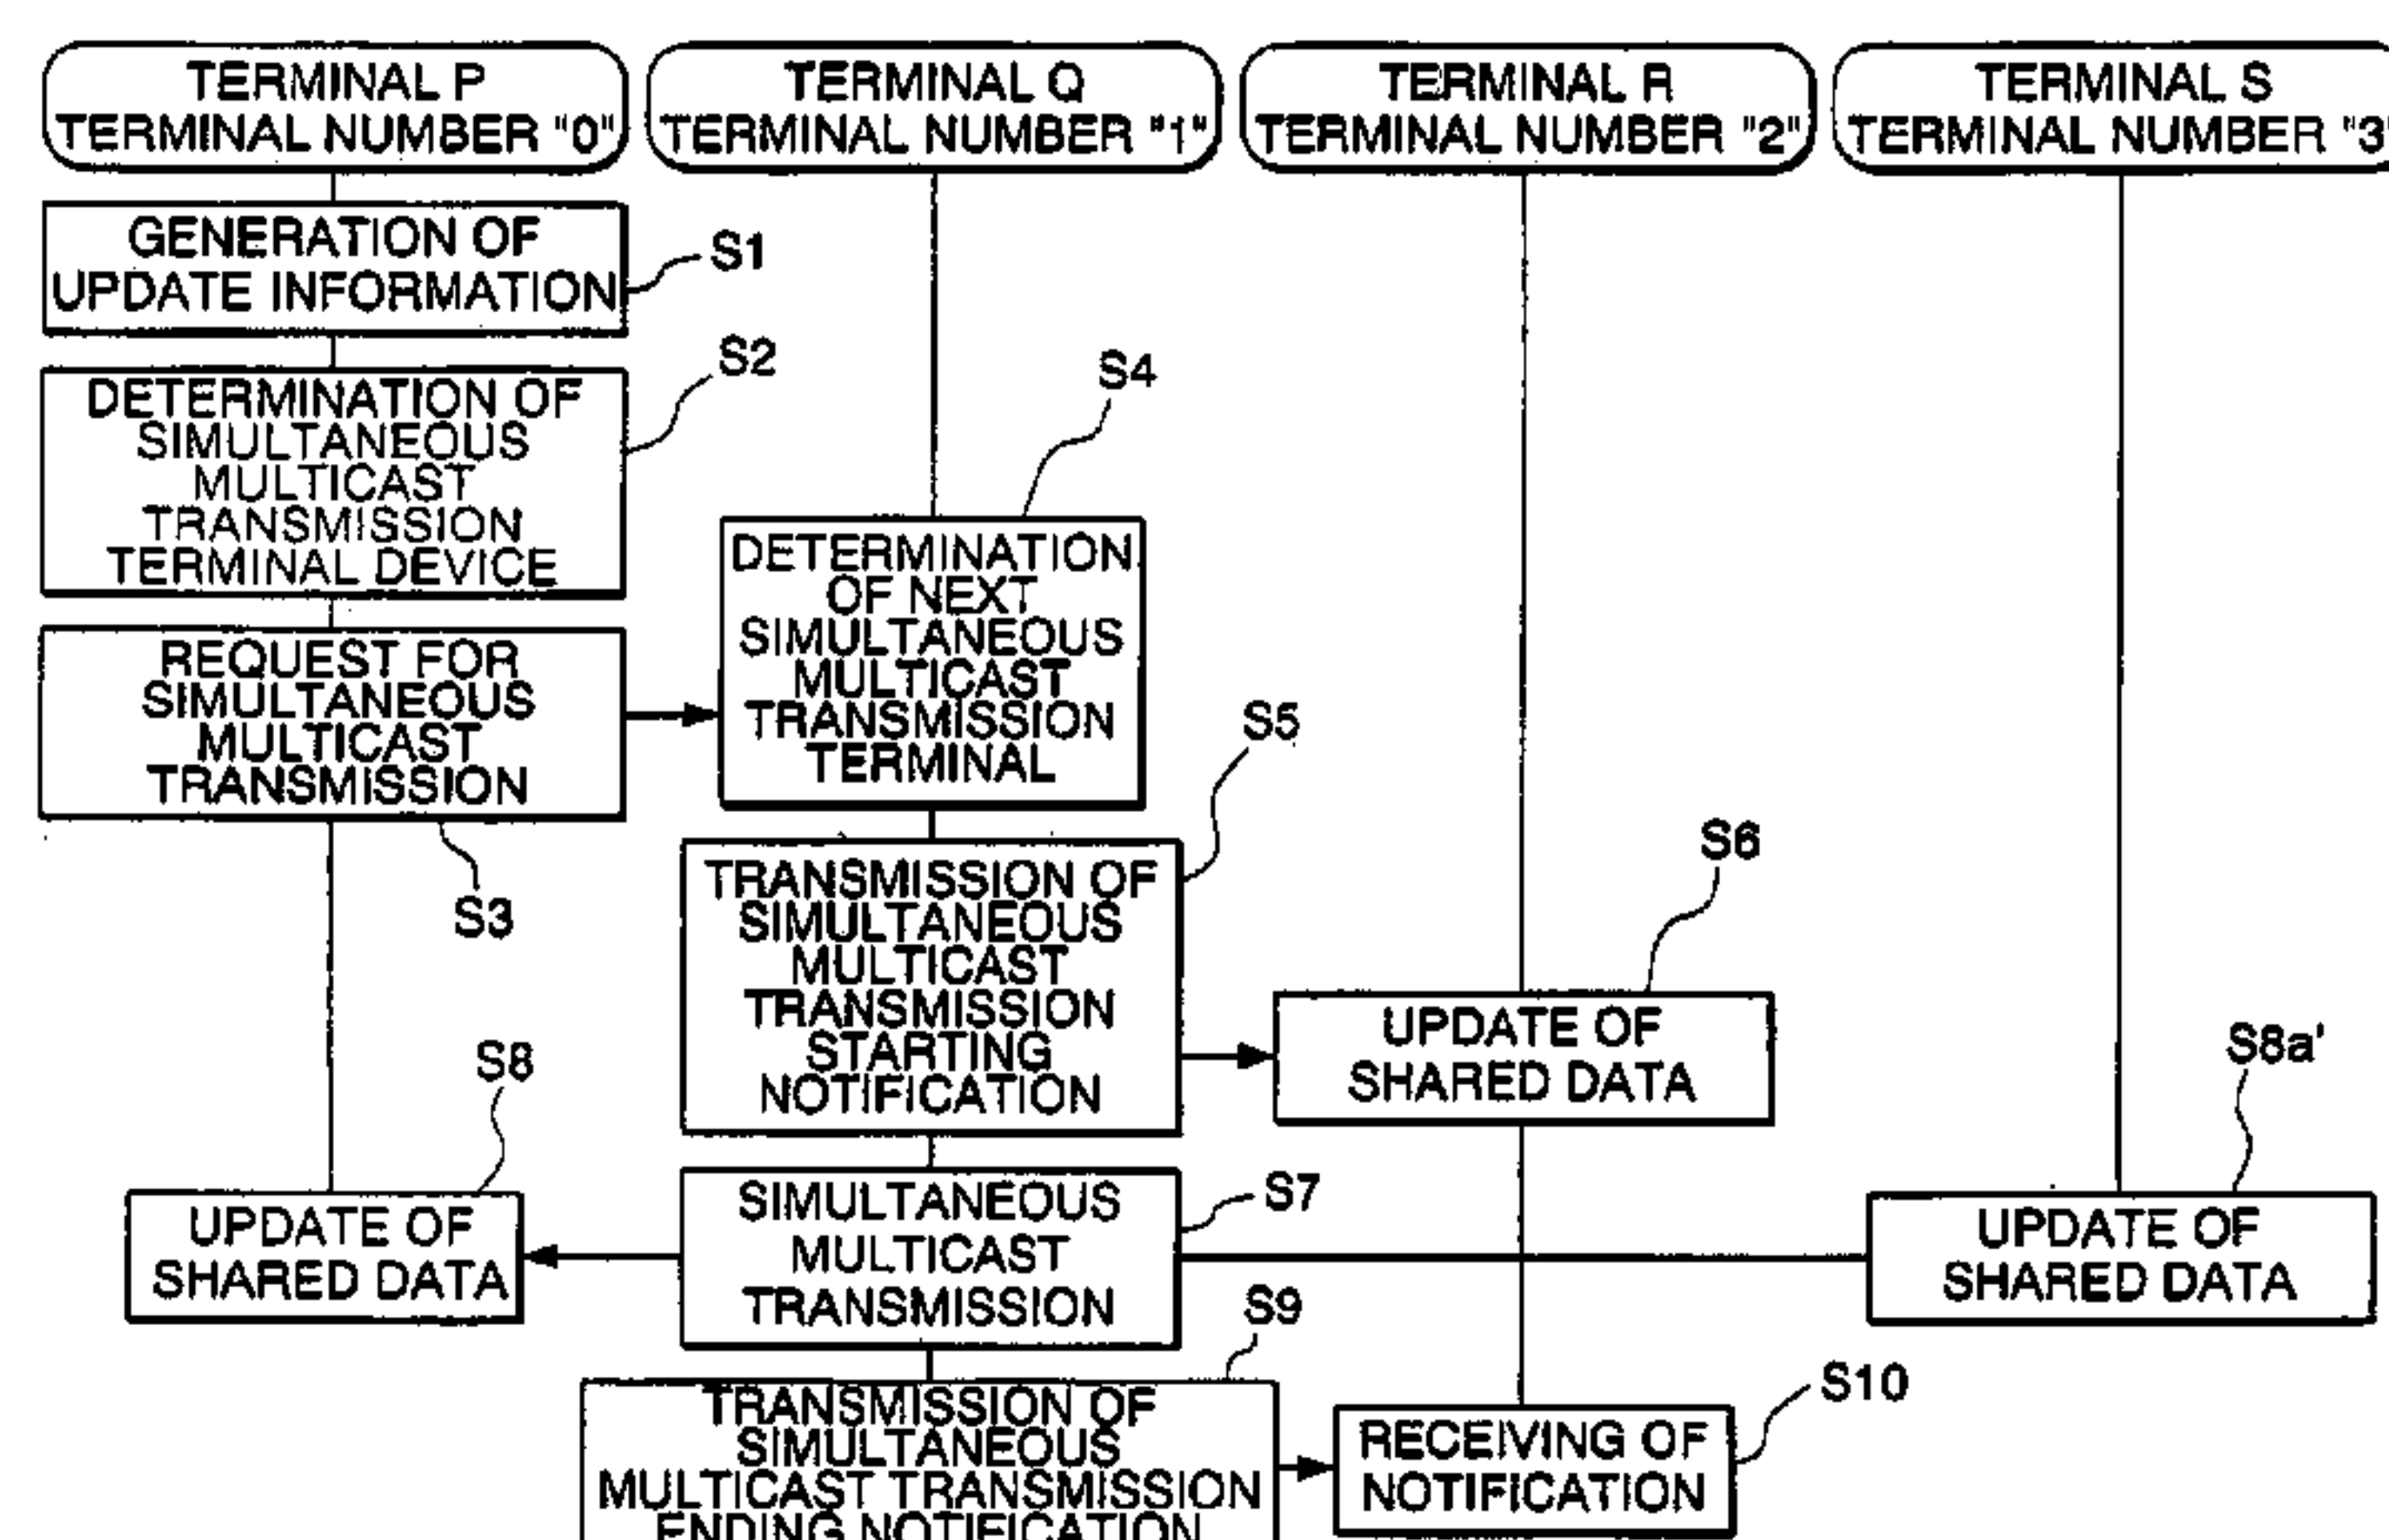 TERMINAL P
TERMINAL NUMBER "0"
TERMINAL Q
TERMINAL NUMBER "1"
TERMINAL R
TERMINAL NUMBER "2"
TERMINAL S
TERMINAL NUMBER "3"
GENERATION OF
UPDATE INFORMATION
S1
DETERMINATION OF
SIMULTANEOUS
MULTICAST
TRANSMISSION
TERMINAL DEVICE
S2
REQUEST FOR
SIMULTANEOUS
MULTICAST
TRANSMISSION
S3
S4
DETERMINATION
OF NEXT
SIMULTANEOUS
MULTICAST
TRANSMISSION
TERMINAL
S5
TRANSMISSION OF
SIMULTANEOUS
MULTICAST
TRANSMISSION
STARTING
NOTIFICATION
S6
UPDATE OF
SHARED DATA
S8
UPDATE OF
SHARED DATA
S7
SIMULTANEOUS
MULTICAST
TRANSMISSION
S8a'
UPDATE OF
SHARED DATA
S9
TRANSMISSION OF
SIMULTANEOUS
MULTICAST TRANSMISSION
ENDING NOTIFICATION
S10
RECEIVING OF
NOTIFICATION